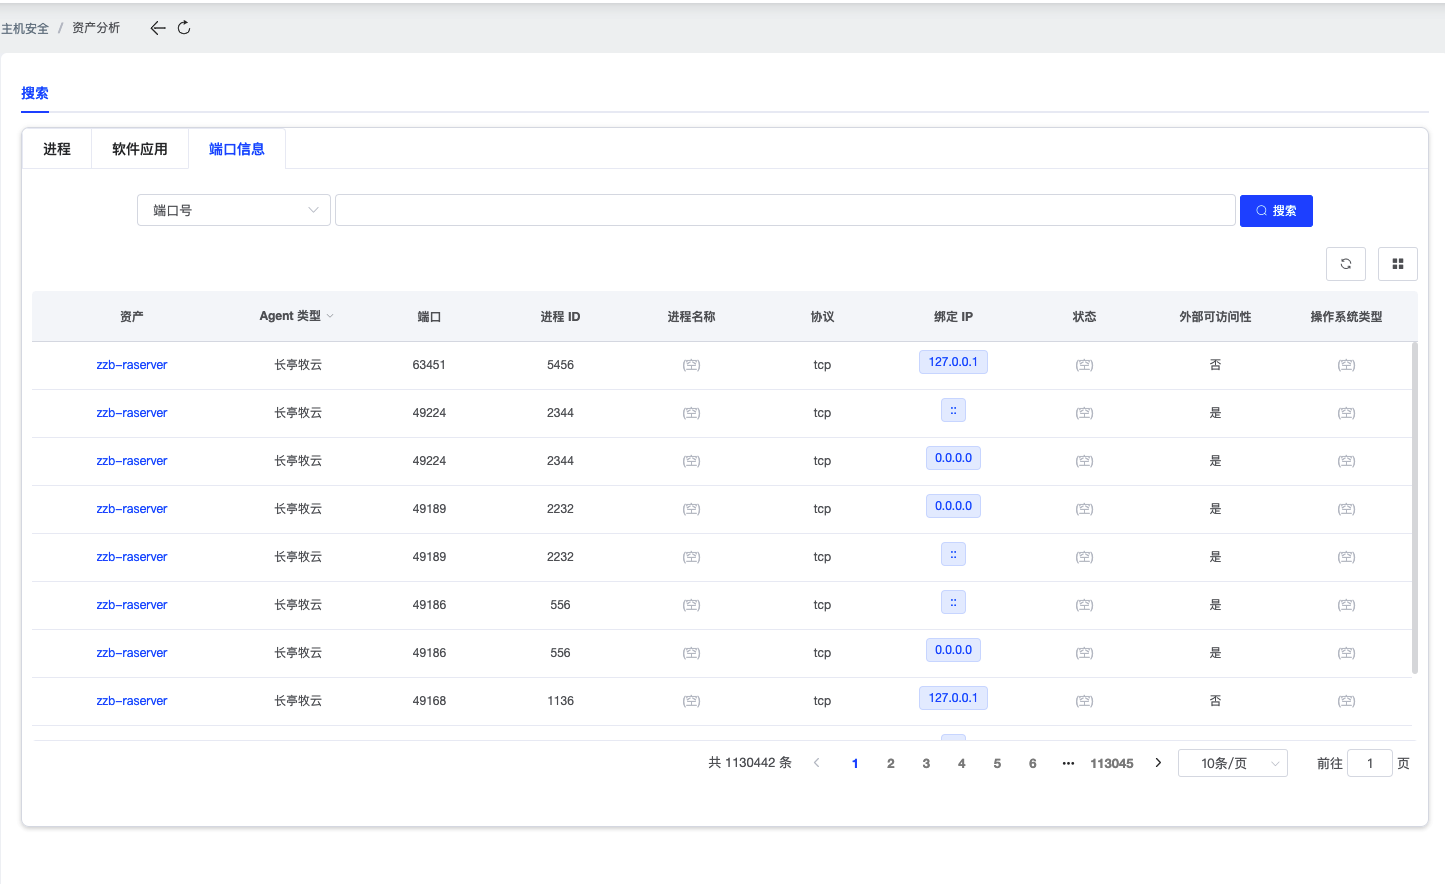 主机安全 / 资产分析
搜索
进程 软件应用 端口信息
端口号 搜索
资产 Agent 类型 端口 进程 ID 进程名称 协议 绑定 IP 状态 外部可访问性 操作系统类型
zzb-raserver 长亭牧云 63451 5456 (空) tcp 127.0.0.1 (空) 否 (空)
zzb-raserver 长亭牧云 49224 2344 (空) tcp :: (空) 是 (空)
zzb-raserver 长亭牧云 49224 2344 (空) tcp 0.0.0.0 (空) 是 (空)
zzb-raserver 长亭牧云 49189 2232 (空) tcp 0.0.0.0 (空) 是 (空)
zzb-raserver 长亭牧云 49189 2232 (空) tcp :: (空) 是 (空)
zzb-raserver 长亭牧云 49186 556 (空) tcp :: (空) 是 (空)
zzb-raserver 长亭牧云 49186 556 (空) tcp 0.0.0.0 (空) 是 (空)
zzb-raserver 长亭牧云 49168 1136 (空) tcp 127.0.0.1 (空) 否 (空)
共 1130442 条 1 2 3 4 5 6 ••• 113045 10条/页 前往 1 页